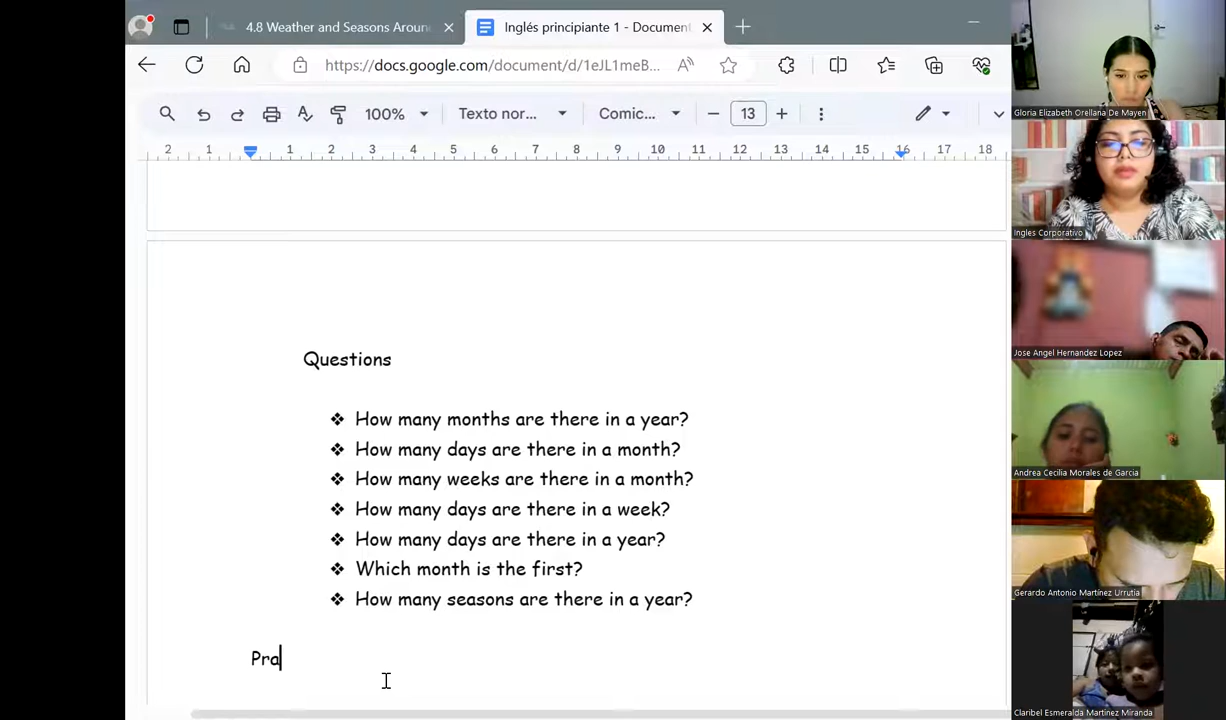 4.8 Weather and Seasons Aroun
Inglés principiante 1 - Document
https://docs.google.com/document/d/1eJL1meB...
100%
Texto nor...
Comic...
13
2 1 1 2 3 4 5 6 7 8 9 10 11 12 13 14 15 16 17 18
Questions
❖ How many months are there in a year?
❖ How many days are there in a month?
❖ How many weeks are there in a month?
❖ How many days are there in a week?
❖ How many days are there in a year?
❖ Which month is the first?
❖ How many seasons are there in a year?
Pra
Gloria Elizabeth Orellana De Mayen
Ingles Corporativo
Jose Angel Hernandez Lopez
Andrea Cecilia Morales de Garcia
Gerardo Antonio Martínez Urrutia
Claribel Esmeralda Martinez Miranda